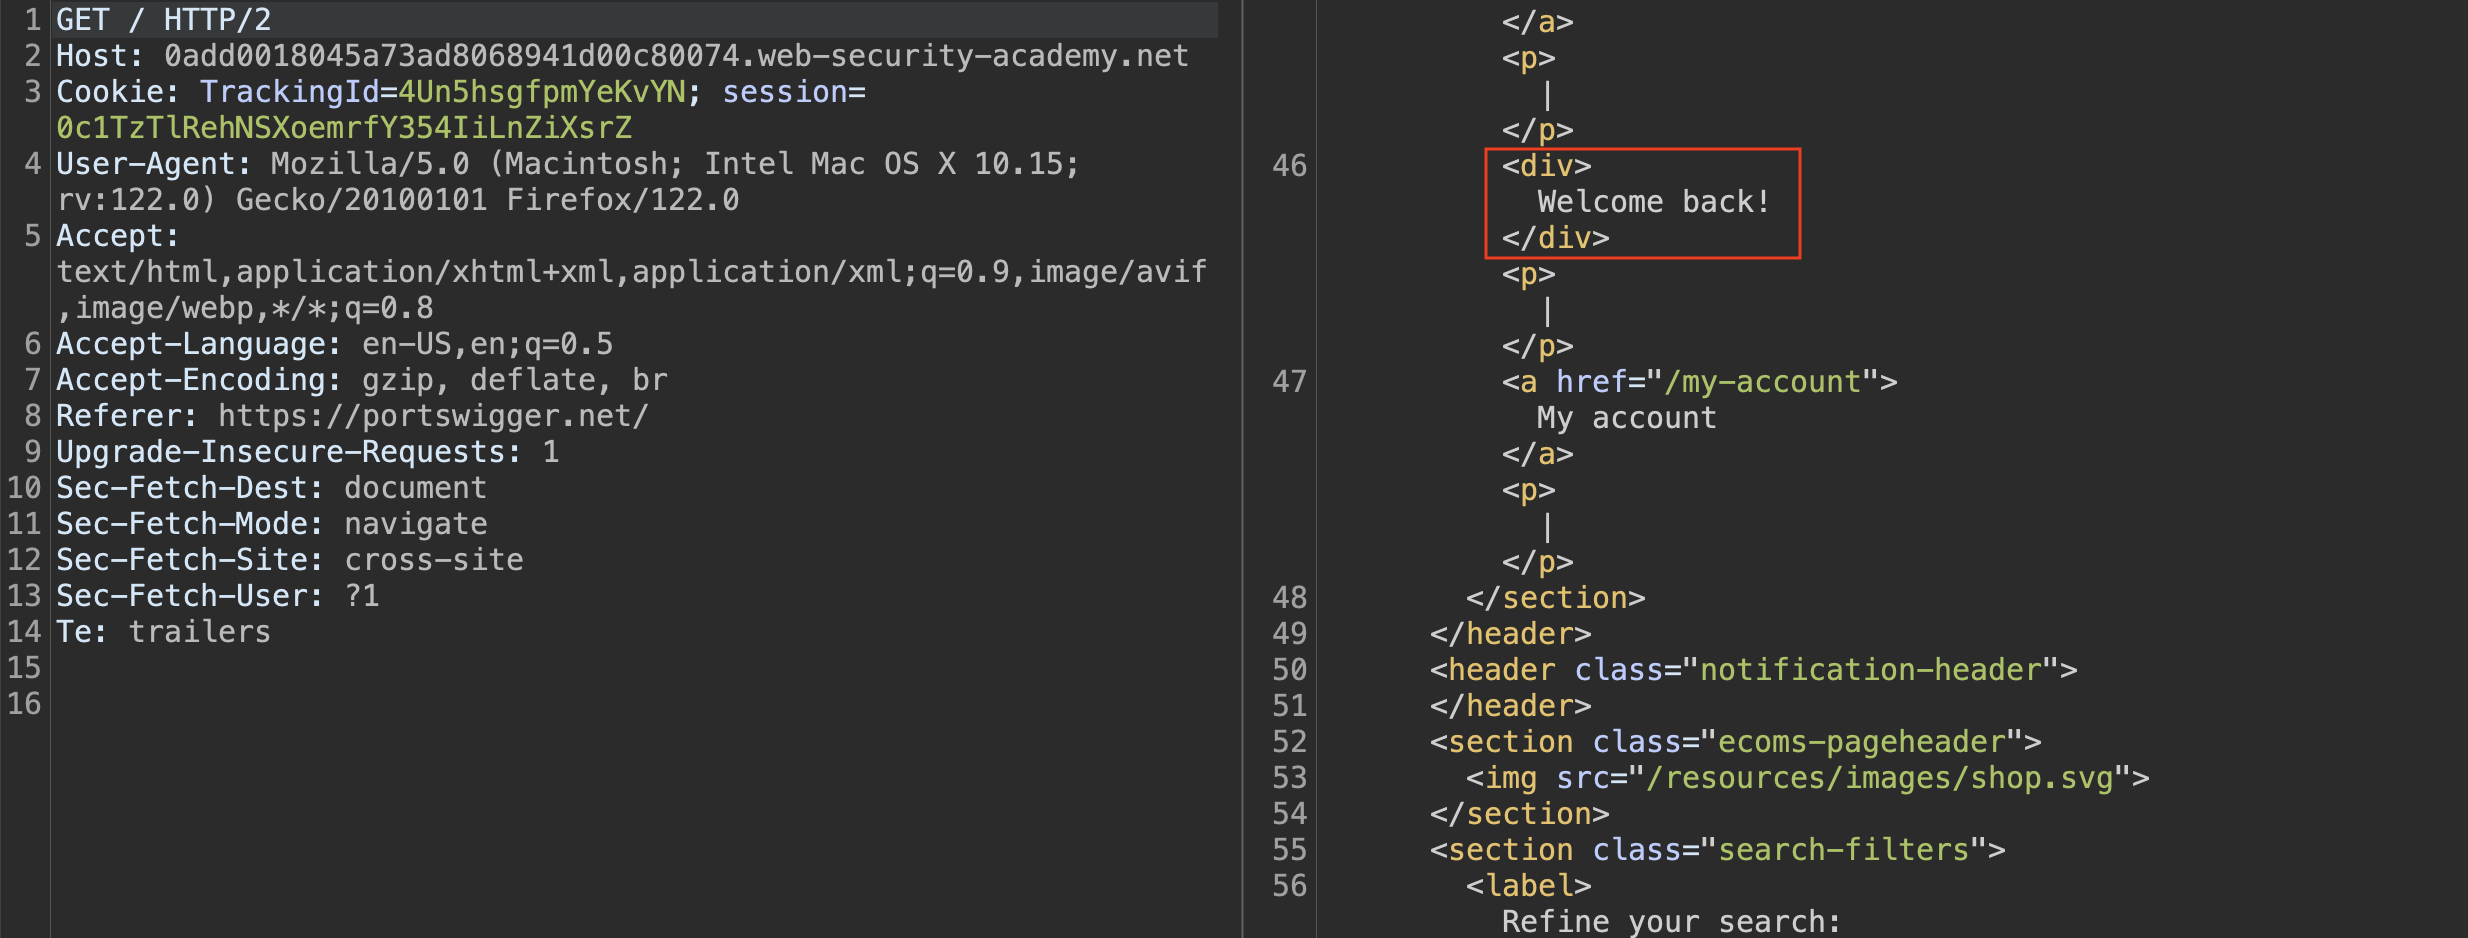 1 GET / HTTP/2
2 Host: 0add0018045a73ad8068941d00c80074.web-security-academy.net
3 Cookie: TrackingId=4Un5hsgfpmYeKvYN; session=
0c1TzTlRehNSXoemrfY354IiLnZiXsrZ
4 User-Agent: Mozilla/5.0 (Macintosh; Intel Mac OS X 10.15;
rv:122.0) Gecko/20100101 Firefox/122.0
5 Accept:
text/html,application/xhtml+xml,application/xml;q=0.9,image/avif
,image/webp,*/*;q=0.8
6 Accept-Language: en-US,en;q=0.5
7 Accept-Encoding: gzip, deflate, br
8 Referer: https://portswigger.net/
9 Upgrade-Insecure-Requests: 1
10 Sec-Fetch-Dest: document
11 Sec-Fetch-Mode: navigate
12 Sec-Fetch-Site: cross-site
13 Sec-Fetch-User: ?1
14 Te: trailers
15
16
</a>
<p>
|
</p>
46 <div>
Welcome back!
</div>
<p>
|
</p>
47 <a href="/my-account">
My account
</a>
<p>
|
</p>
48 </section>
49 </header>
50 <header class="notification-header">
51 </header>
52 <section class="ecoms-pageheader">
53 <img src="/resources/images/shop.svg">
54 </section>
55 <section class="search-filters">
56 <label>
Refine your search: